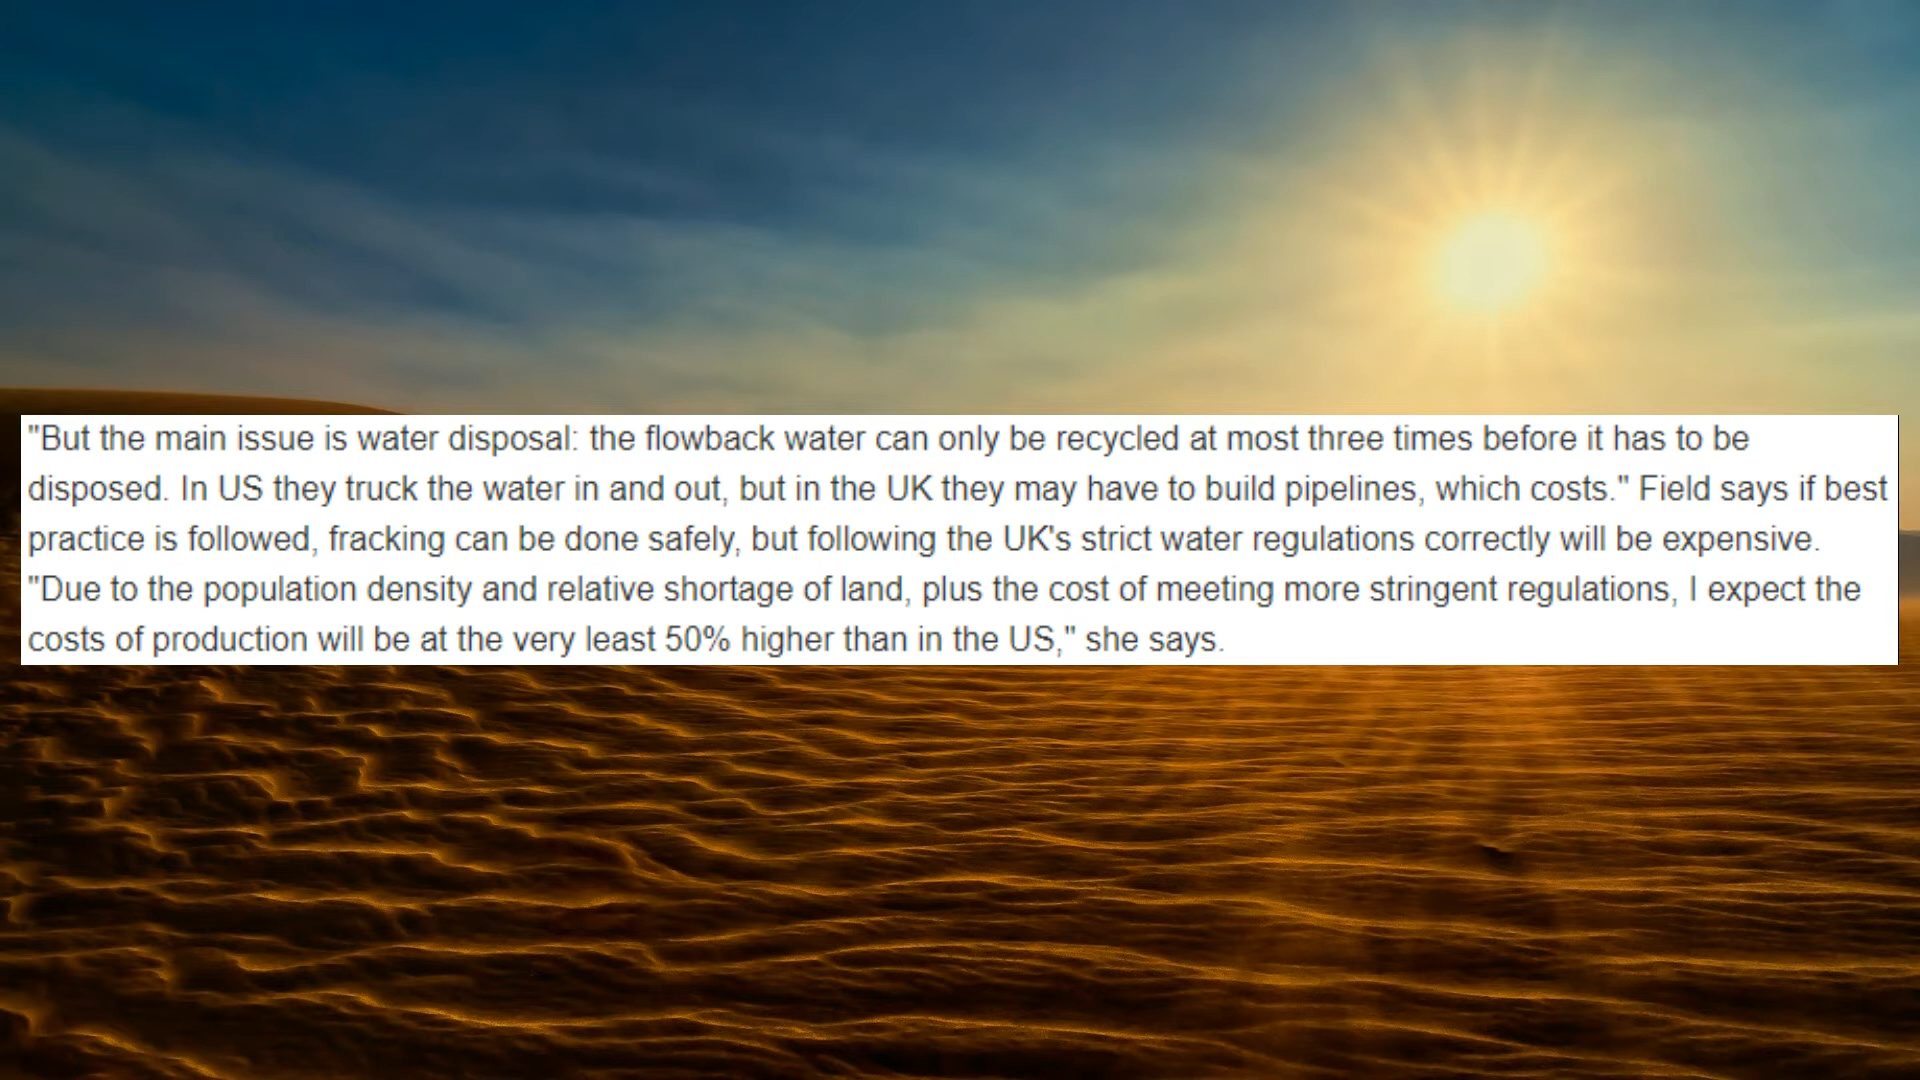 "But the main issue is water disposal: the flowback water can only be recycled at most three times before it has to be
disposed. In US they truck the water in and out, but in the UK they may have to build pipelines, which costs." Field says if best
practice is followed, fracking can be done safely, but following the UK's strict water regulations correctly will be expensive.
"Due to the population density and relative shortage of land, plus the cost of meeting more stringent regulations, I expect the
costs of production will be at the very least 50% higher than in the US," she says.